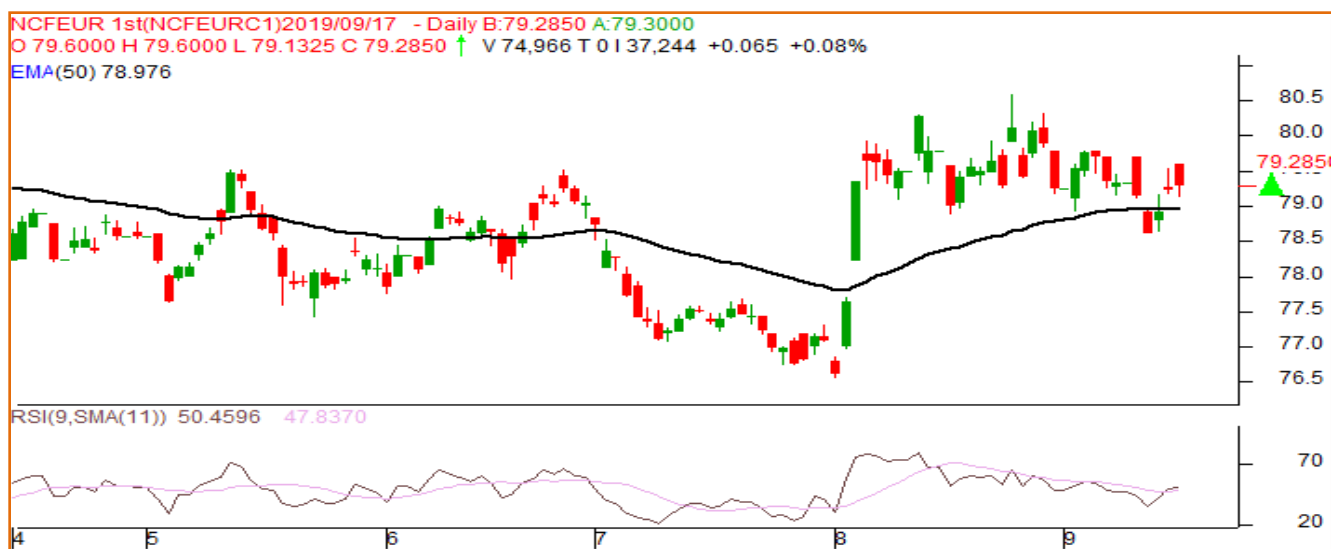 NCFEUR 1st(NCFEURC1)2019/09/17 - Daily B:79.2850 A:79.3000
O 79.6000 H 79.6000 L 79.1325 C 79.2850 ↑ V 74,966 T 0 I 37,244 +0.065 +0.08%
EMA(50) 78.976
80.5
80.0
79.2850
79.0
78.5
78.0
77.5
77.0
76.5
RSI(9,SMA(11)) 50.4596 47.8370
70
20
4 5 6 7 8 9